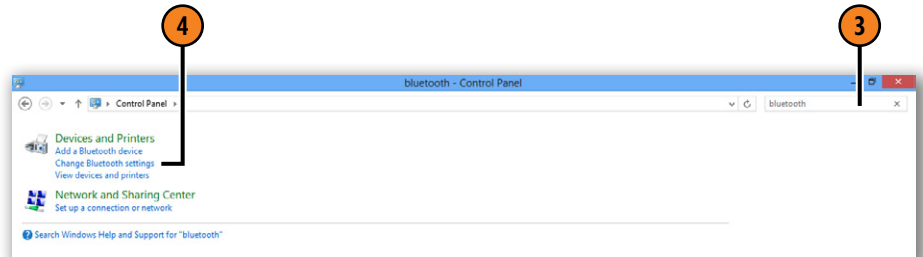 4
3
bluetooth - Control Panel
Control Panel
bluetooth
Devices and Printers
Add a Bluetooth device
Change Bluetooth settings
View devices and printers
Network and Sharing Center
Set up a connection or network
Search Windows Help and Support for "bluetooth"